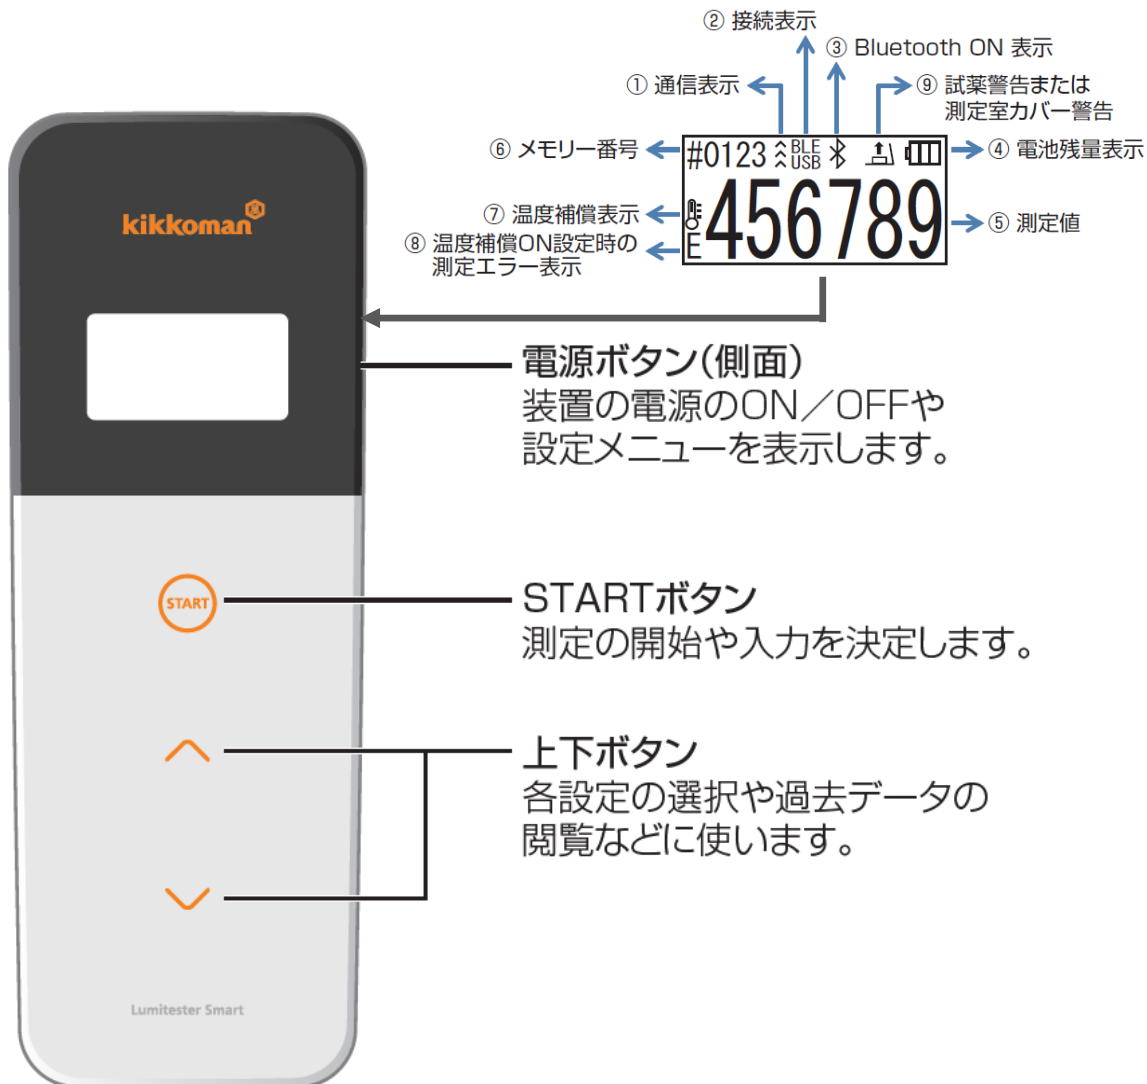 ② 接続表示
③ Bluetooth ON 表示
① 通信表示
⑨ 試薬警告または
測定室カバー警告
⑥ メモリー番号
#0123 BLE USB
④ 電池残量表示
⑦ 温度補償表示
456789
⑤ 測定値
⑧ 温度補償ON設定時の
測定エラー表示
E
kikkoman
電源ボタン(側面)
装置の電源のON／OFFや
設定メニューを表示します。
START
STARTボタン
測定の開始や入力を決定します。
上下ボタン
各設定の選択や過去データの
閲覧などに使います。
Lumitester Smart